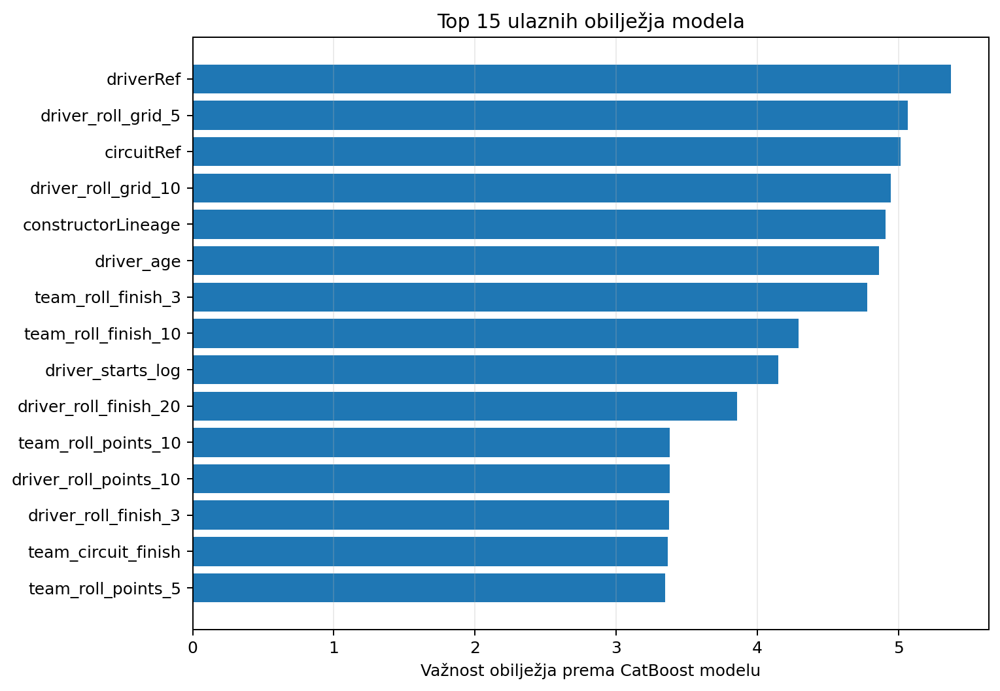 Top 15 ulaznih obilježja modela
driverRef
driver_roll_grid_5
circuitRef
driver_roll_grid_10
constructorLineage
driver_age
team_roll_finish_3
team_roll_finish_10
driver_starts_log
driver_roll_finish_20
team_roll_points_10
driver_roll_points_10
driver_roll_finish_3
team_circuit_finish
team_roll_points_5
0 1 2 3 4 5
Važnost obilježja prema CatBoost modelu